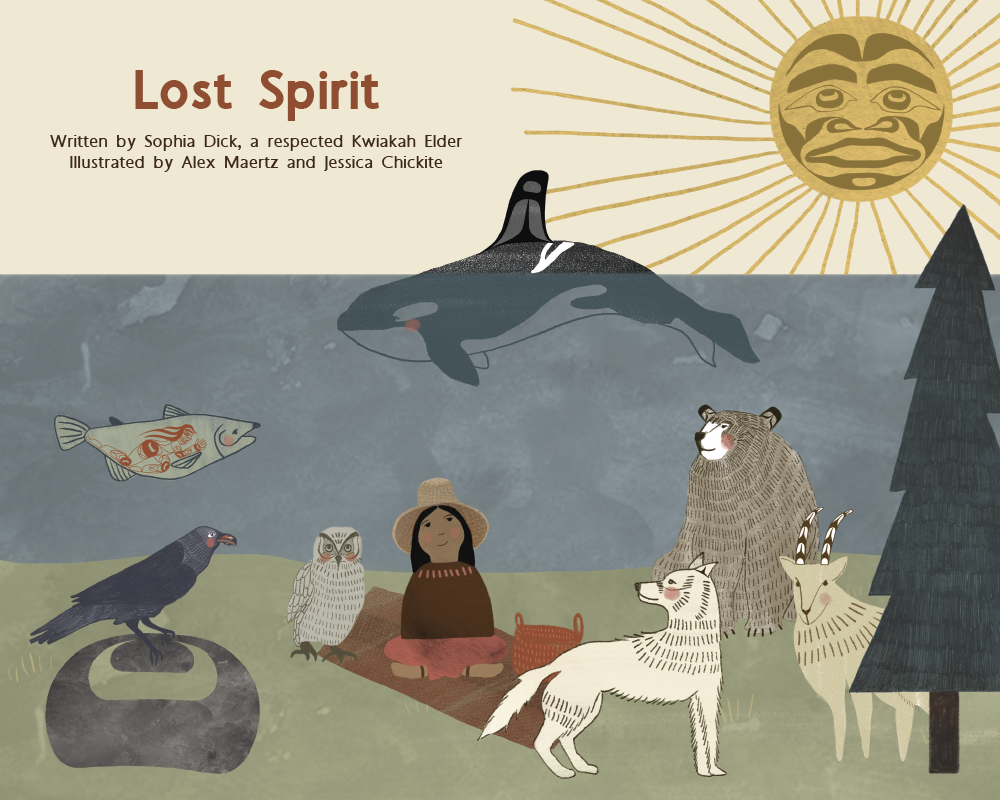 Lost Spirit
Written by Sophia Dick, a respected Kwiakah Elder
Illustrated by Alex Maertz and Jessica Chickite